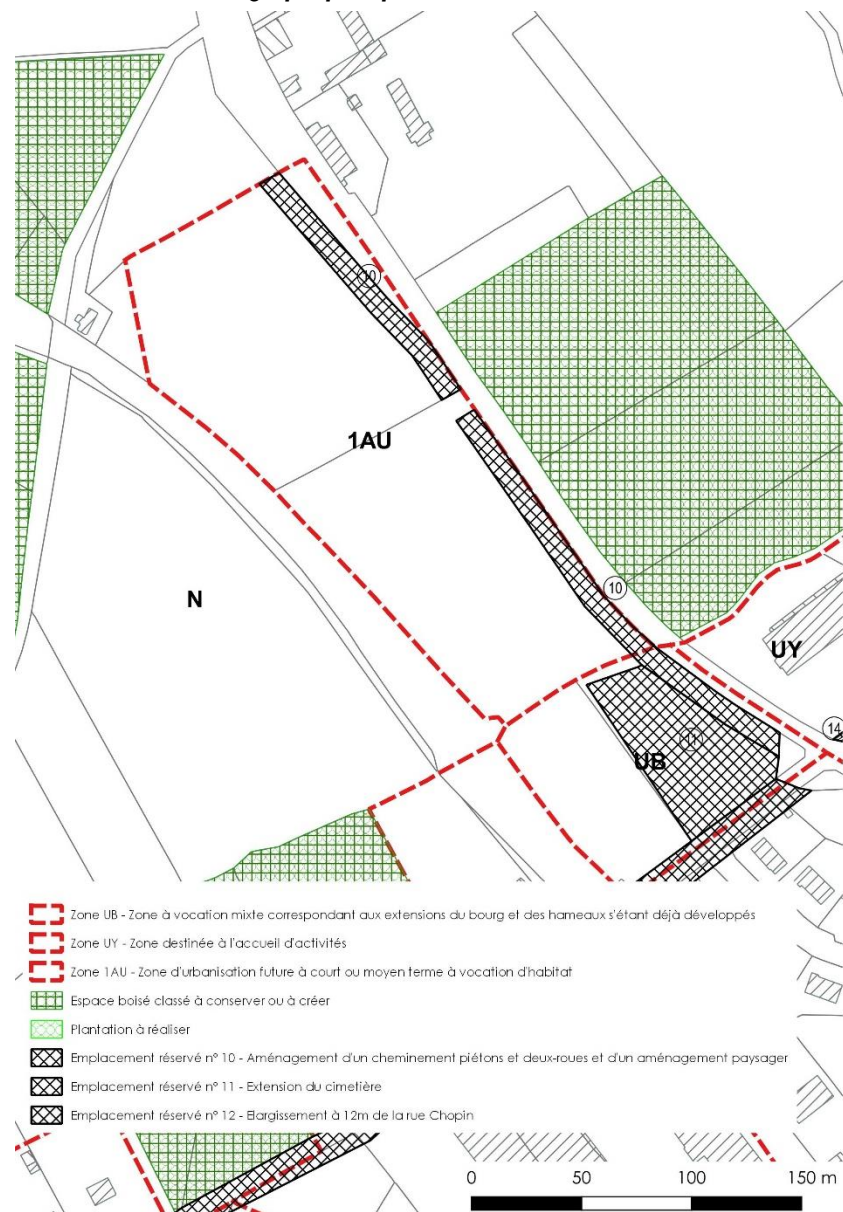 10
1AU
N
10
UY
14
11
UB
Zone UB - Zone à vocation mixte correspondant aux extensions du bourg et des hameaux s'étant déjà développés
Zone UY - Zone destinée à l'accueil d'activités
Zone 1AU - Zone d'urbanisation future à court ou moyen terme à vocation d'habitat
Espace boisé classé à conserver ou à créer
Plantation à réaliser
Emplacement réservé n° 10 - Aménagement d'un cheminement piétons et deux-roues et d'un aménagement paysager
Emplacement réservé n° 11 - Extension du cimetière
Emplacement réservé n° 12 - Elargissement à 12m de la rue Chopin
0 50 100 150 m